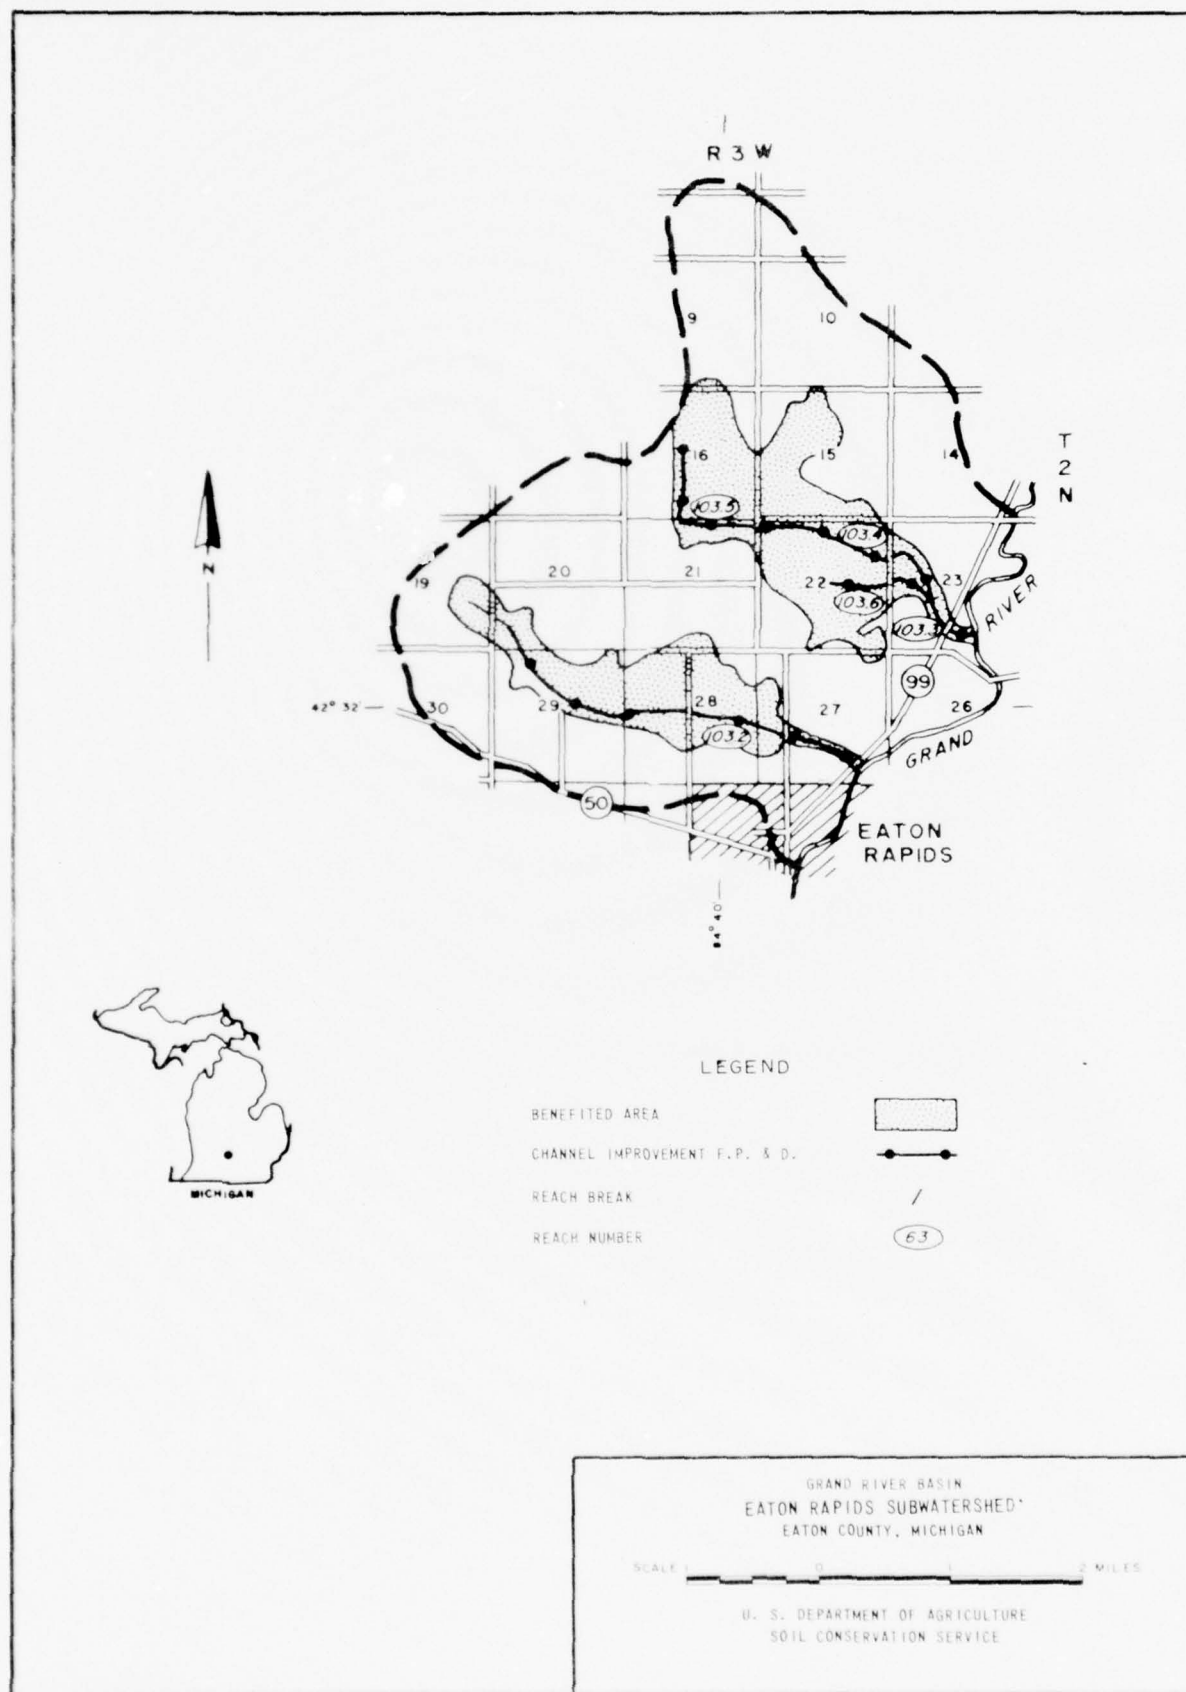 R 3 W
9
10
T
2
N
16
15
14
103.5
103.4
19
20
21
22
23
103.6
103.3
RIVER
N
99
42° 32'
30
29
28
27
26
103.2
GRAND
50
EATON
RAPIDS
84° 40'
MICHIGAN
LEGEND
BENEFITED AREA
CHANNEL IMPROVEMENT F.P. & D.
REACH BREAK
REACH NUMBER
63
GRAND RIVER BASIN
EATON RAPIDS SUBWATERSHED
EATON COUNTY, MICHIGAN
SCALE 1 0 1 2 MILES
U. S. DEPARTMENT OF AGRICULTURE
SOIL CONSERVATION SERVICE